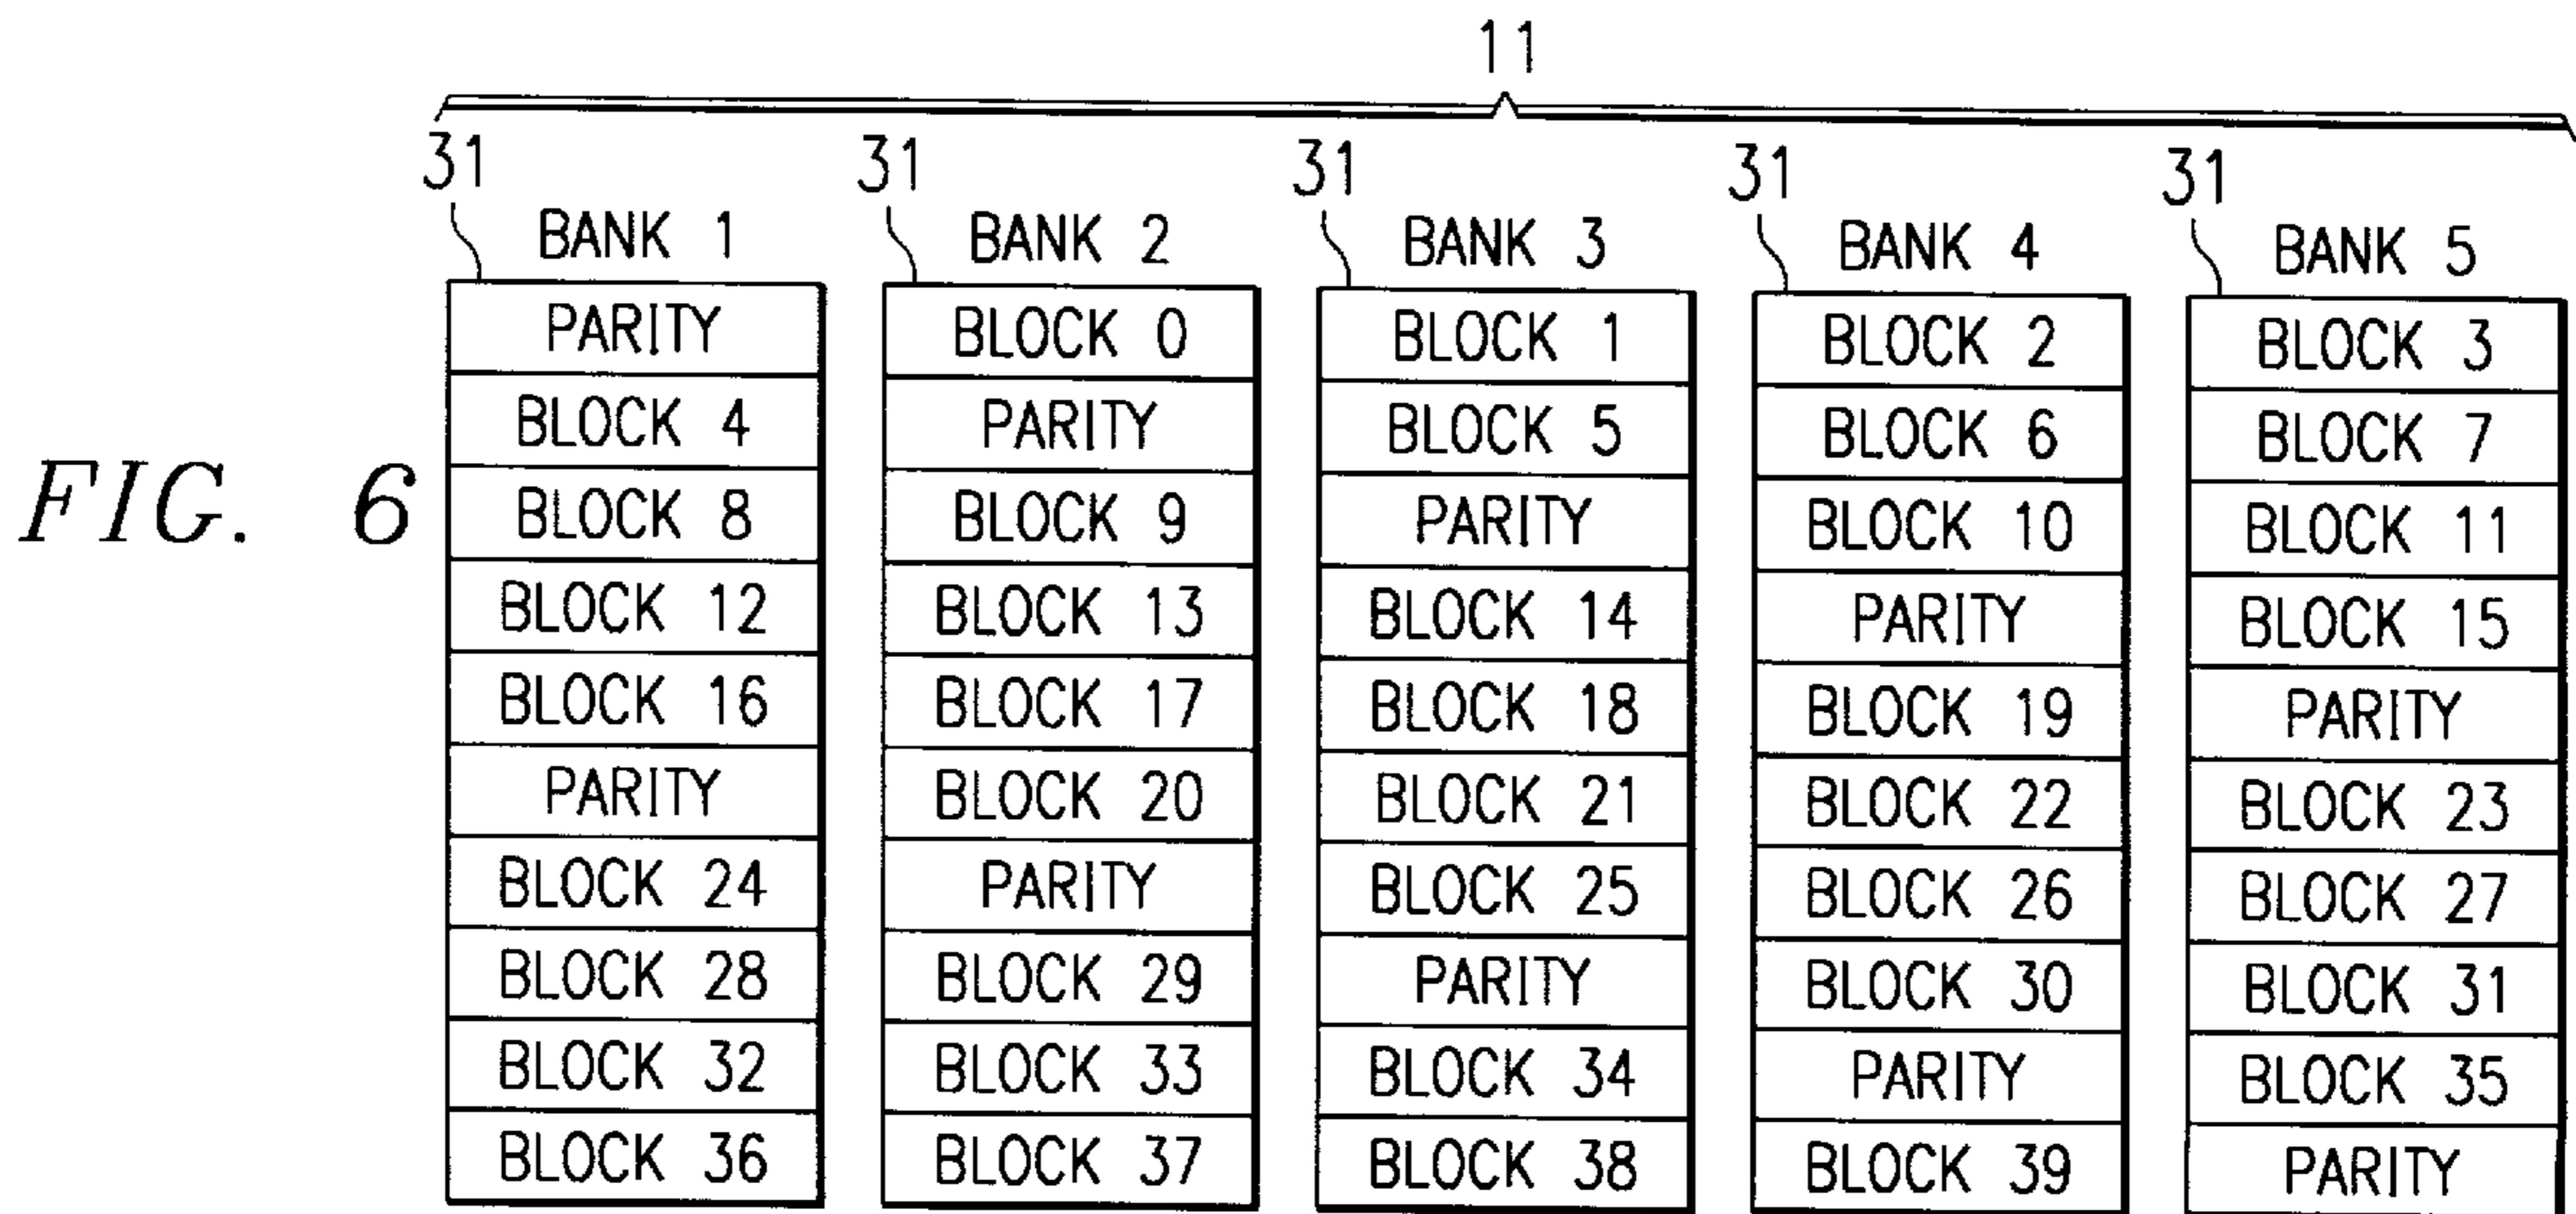 11
31 31 31 31 31
BANK 1 BANK 2 BANK 3 BANK 4 BANK 5
PARITY BLOCK 0 BLOCK 1 BLOCK 2 BLOCK 3
BLOCK 4 PARITY BLOCK 5 BLOCK 6 BLOCK 7
FIG. 6 BLOCK 8 BLOCK 9 PARITY BLOCK 10 BLOCK 11
BLOCK 12 BLOCK 13 BLOCK 14 PARITY BLOCK 15
BLOCK 16 BLOCK 17 BLOCK 18 BLOCK 19 PARITY
PARITY BLOCK 20 BLOCK 21 BLOCK 22 BLOCK 23
BLOCK 24 PARITY BLOCK 25 BLOCK 26 BLOCK 27
BLOCK 28 BLOCK 29 PARITY BLOCK 30 BLOCK 31
BLOCK 32 BLOCK 33 BLOCK 34 PARITY BLOCK 35
BLOCK 36 BLOCK 37 BLOCK 38 BLOCK 39 PARITY